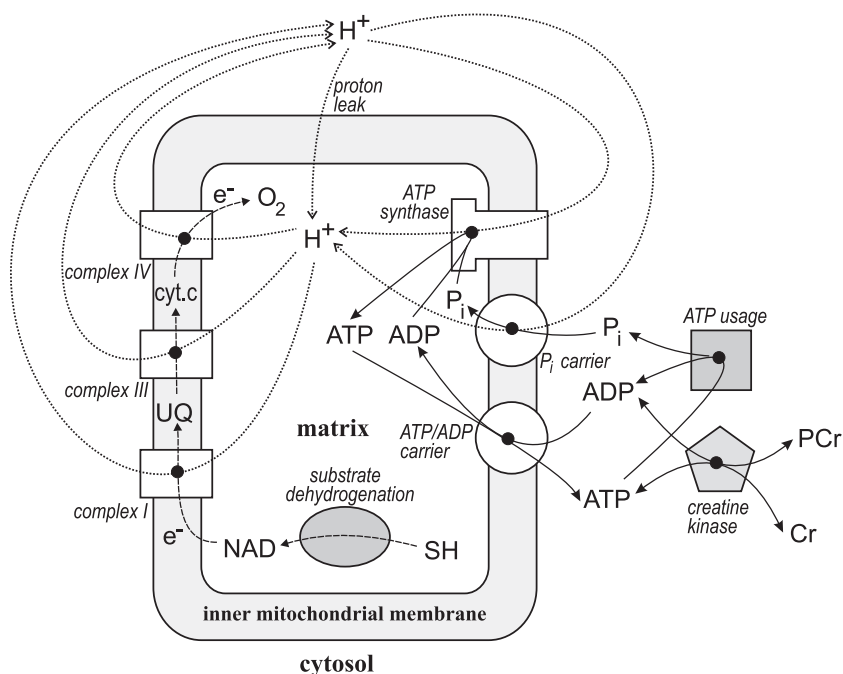 H+
proton
leak
e-
O2
ATP
synthase
H+
complex IV
cyt.c
Pi
ATP
ADP
Pi
ATP usage
Pi carrier
complex III
ADP
UQ
matrix
ATP/ADP
carrier
PCr
substrate
dehydrogenation
ATP
complex I
creatine
kinase
e-
NAD
SH
Cr
inner mitochondrial membrane
cytosol